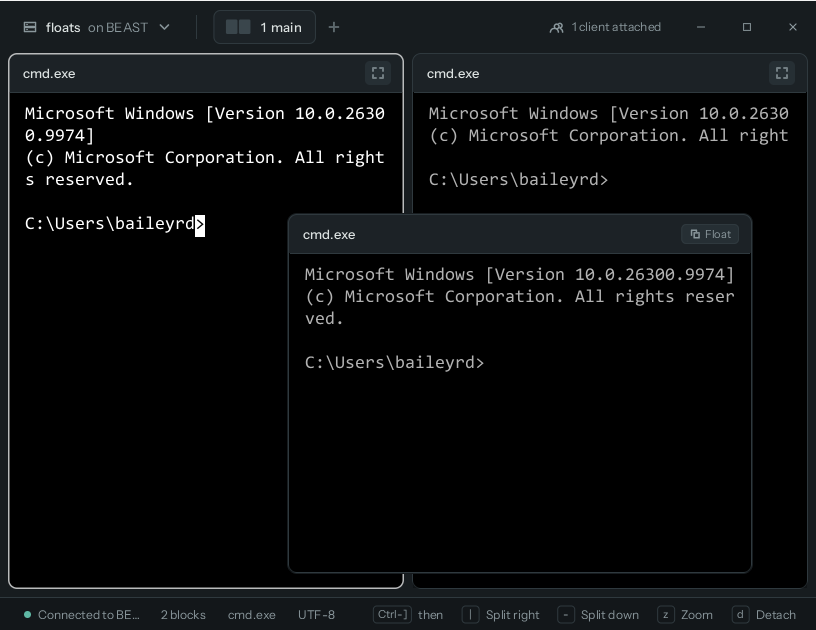 floats on BEAST
1 main
+
1 client attached
cmd.exe
Microsoft Windows [Version 10.0.2630
0.9974]
(c) Microsoft Corporation. All right
s reserved.
C:\Users\baileyrd>
cmd.exe
Microsoft Windows [Version 10.0.2630
(c) Microsoft Corporation. All right
C:\Users\baileyrd>
cmd.exe
Float
Microsoft Windows [Version 10.0.26300.9974]
(c) Microsoft Corporation. All rights reser
ved.
C:\Users\baileyrd>
Connected to BE... 2 blocks cmd.exe UTF-8 Ctrl-] then | Split right - Split down z Zoom d Detach